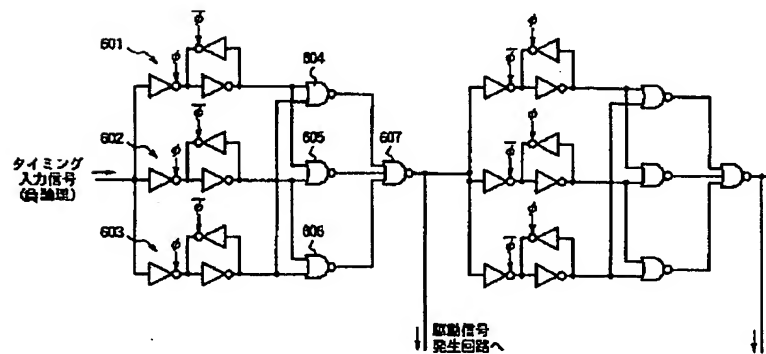 φ̅
φ
601
604
φ̅
φ
602
605
607
タイミング
入力信号
(負論理)
φ̅
φ
603
606
φ
φ̅
φ
φ̅
φ
φ̅
駆動信号
発生回路へ